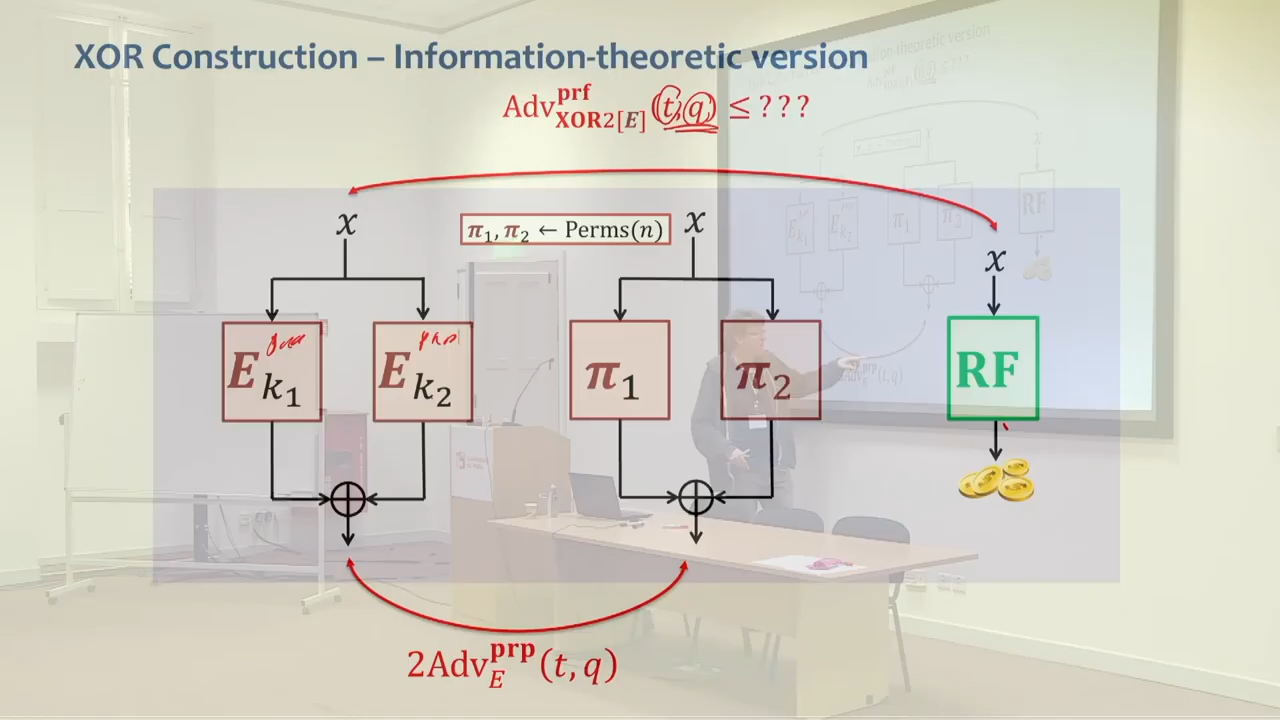 XOR Construction – Information-theoretic version
Adv^prf_XOR2[E] (t, q) ≤ ???
x
π1, π2 ← Perms(n)
x
x
E_k1
E_k2
π1
π2
RF
2Adv^prp_E (t, q)